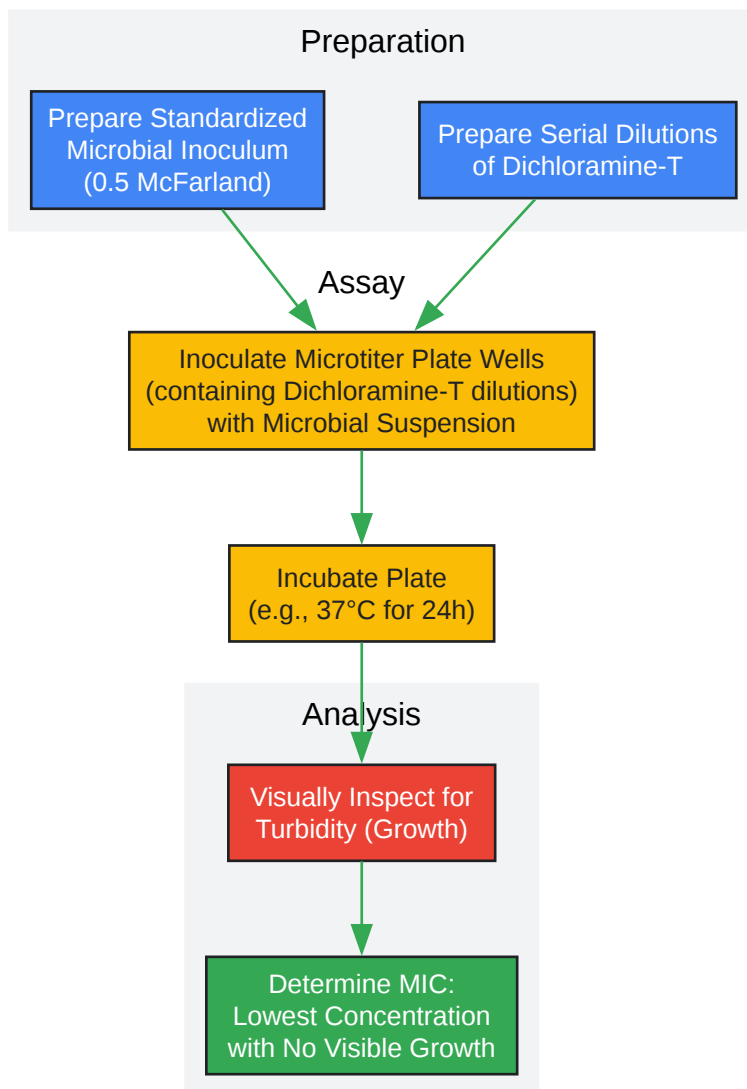 Preparation
Prepare Standardized
Microbial Inoculum
(0.5 McFarland)
Prepare Serial Dilutions
of Dichloramine-T
Assay
Inoculate Microtiter Plate Wells
(containing Dichloramine-T dilutions)
with Microbial Suspension
Incubate Plate
(e.g., 37°C for 24h)
Analysis
Visually Inspect for
Turbidity (Growth)
Determine MIC:
Lowest Concentration
with No Visible Growth